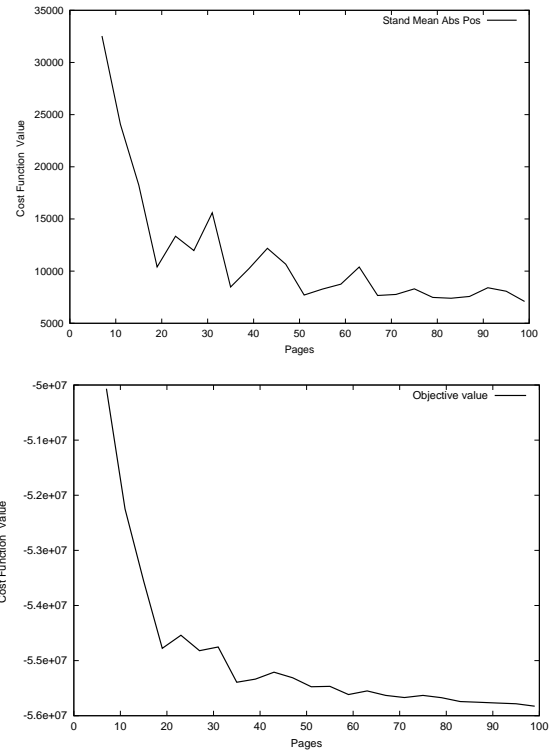 35000
Stand Mean Abs Pos
30000
25000
20000
15000
10000
5000
Cost Function Value
0 10 20 30 40 50 60 70 80 90 100
Pages
-5e+07
Objective value
-5.1e+07
-5.2e+07
-5.3e+07
-5.4e+07
-5.5e+07
-5.6e+07
Cost Function Value
0 10 20 30 40 50 60 70 80 90 100
Pages